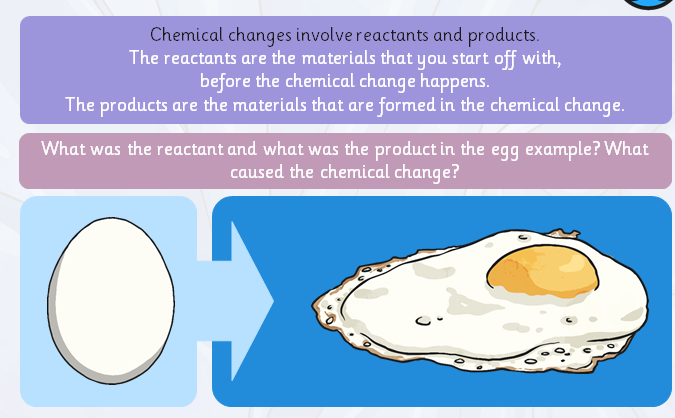 Chemical changes involve reactants and products.
The reactants are the materials that you start off with,
before the chemical change happens.
The products are the materials that are formed in the chemical change.
What was the reactant and what was the product in the egg example? What
caused the chemical change?